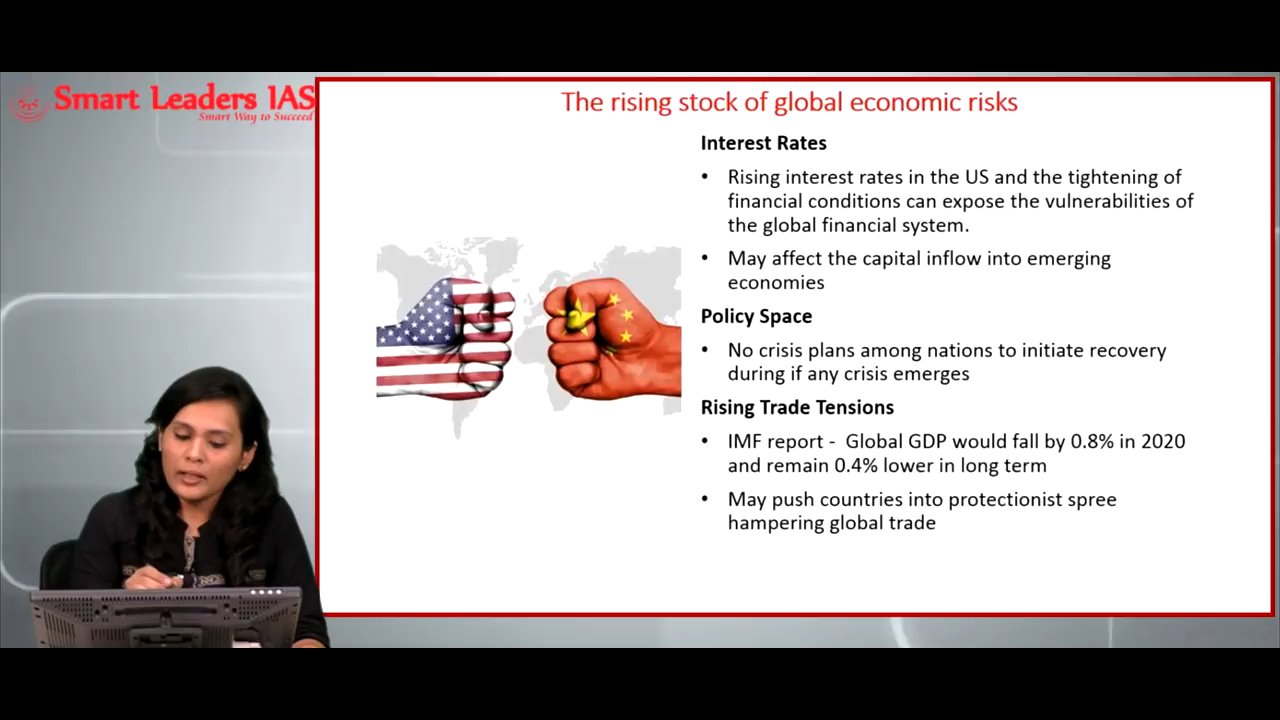 Smart Leaders IAS
Smart Way to Succeed
The rising stock of global economic risks
Interest Rates
• Rising interest rates in the US and the tightening of
financial conditions can expose the vulnerabilities of
the global financial system.
• May affect the capital inflow into emerging
economies
Policy Space
• No crisis plans among nations to initiate recovery
during if any crisis emerges
Rising Trade Tensions
• IMF report - Global GDP would fall by 0.8% in 2020
and remain 0.4% lower in long term
• May push countries into protectionist spree
hampering global trade